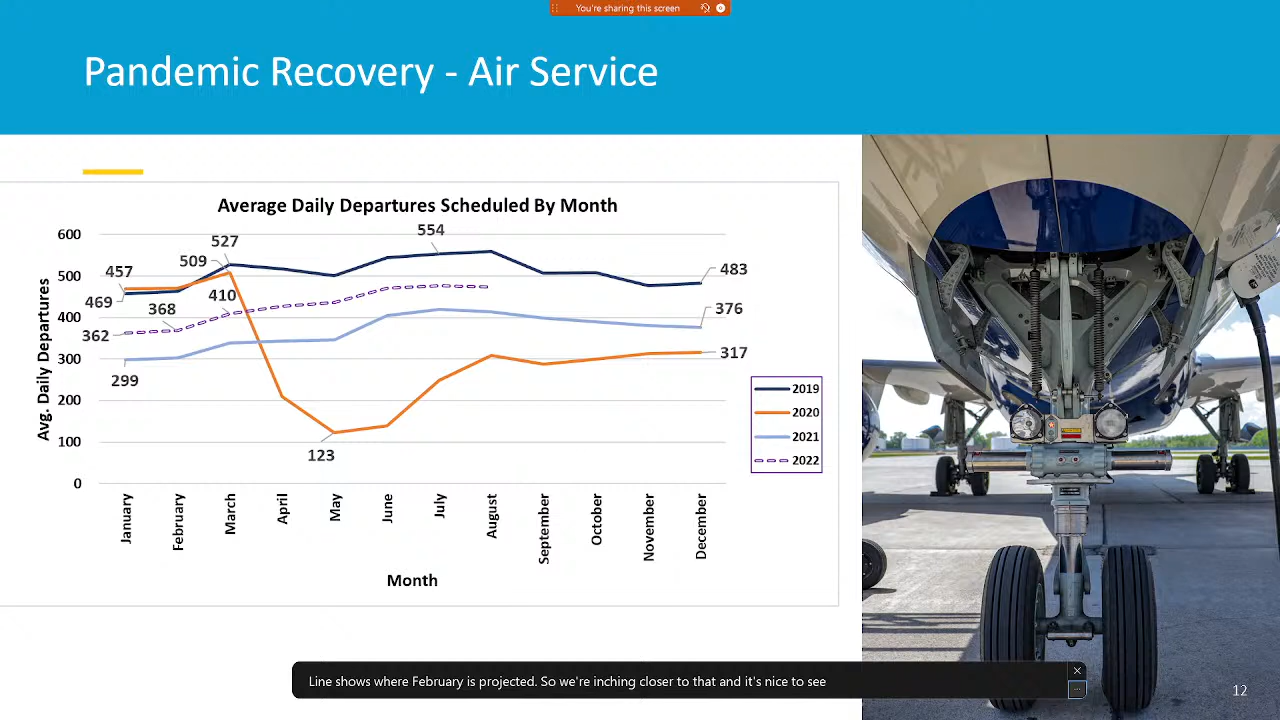 You're sharing this screen
Pandemic Recovery - Air Service
Average Daily Departures Scheduled By Month
Avg. Daily Departures
600
500
400
300
200
100
0
457
469
509
527
554
483
362
368
410
376
299
317
123
2019
2020
2021
2022
January
February
March
April
May
June
July
August
September
October
November
December
Month
Line shows where February is projected. So we're inching closer to that and it's nice to see
12